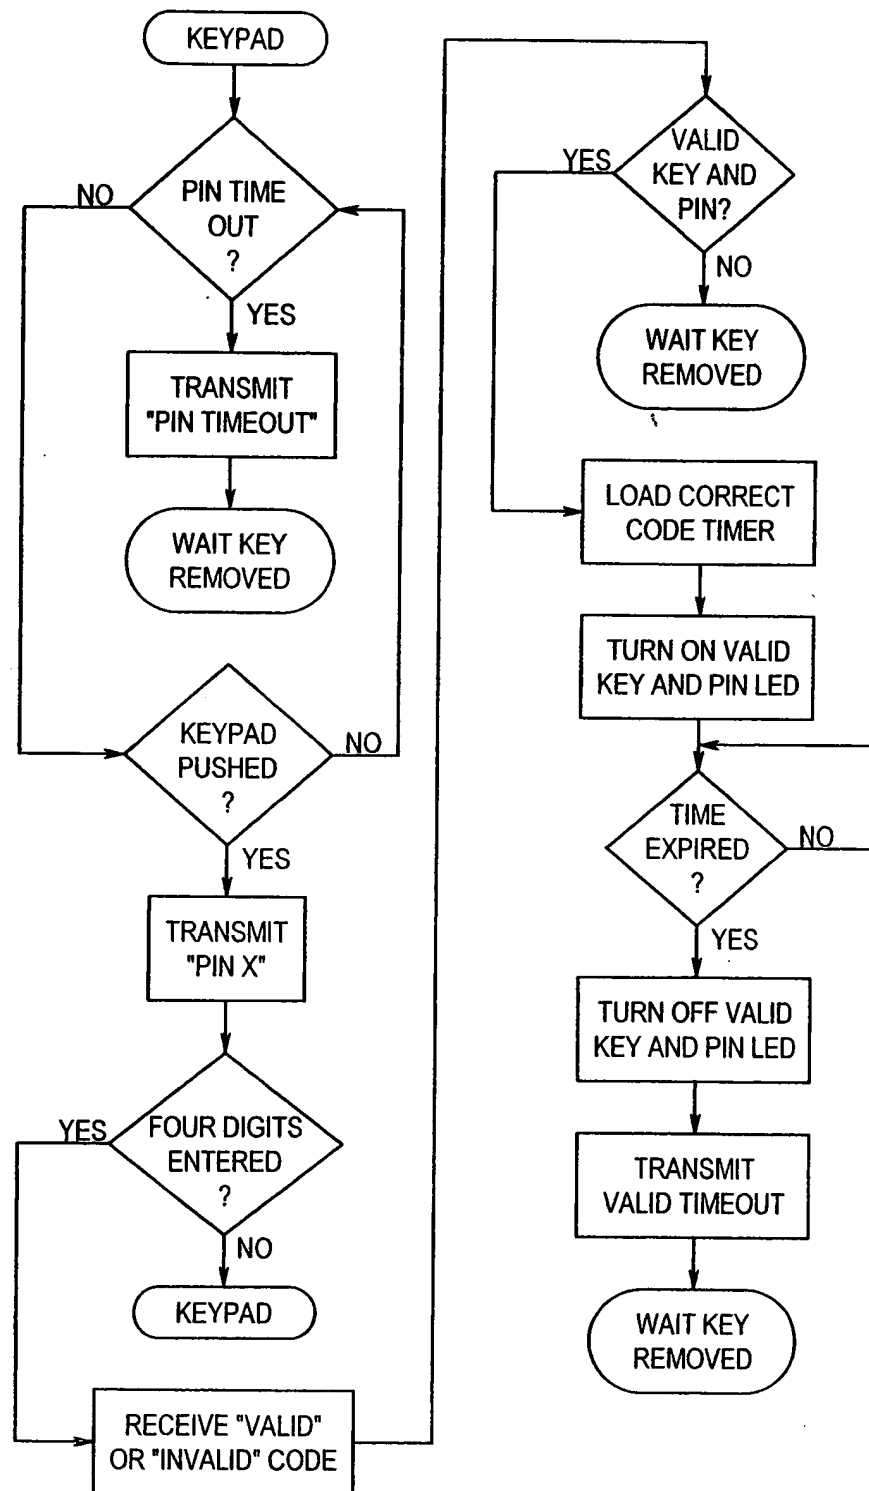 KEYPAD
PIN TIME
OUT
?
NO
YES
TRANSMIT
"PIN TIMEOUT"
WAIT KEY
REMOVED
KEYPAD
PUSHED
?
NO
YES
TRANSMIT
"PIN X"
FOUR DIGITS
ENTERED
?
YES
NO
KEYPAD
RECEIVE "VALID"
OR "INVALID" CODE
VALID
KEY AND
PIN?
YES
NO
WAIT KEY
REMOVED
LOAD CORRECT
CODE TIMER
TURN ON VALID
KEY AND PIN LED
TIME
EXPIRED
?
NO
YES
TURN OFF VALID
KEY AND PIN LED
TRANSMIT
VALID TIMEOUT
WAIT KEY
REMOVED